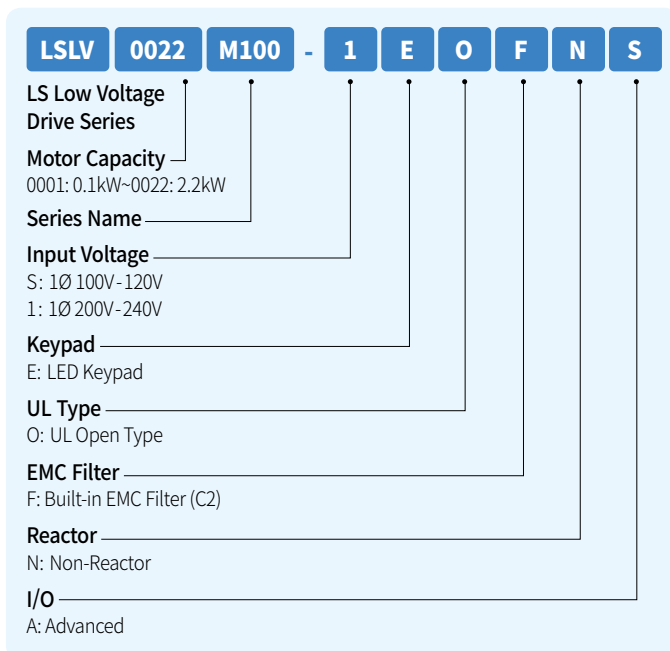 LSLV 0022 M100 - 1 E O F N S
LS Low Voltage
Drive Series
Motor Capacity
0001: 0.1kW~0022: 2.2kW
Series Name
Input Voltage
S: 1Ø 100V-120V
1: 1Ø 200V-240V
Keypad
E: LED Keypad
UL Type
O: UL Open Type
EMC Filter
F: Built-in EMC Filter (C2)
Reactor
N: Non-Reactor
I/O
A: Advanced